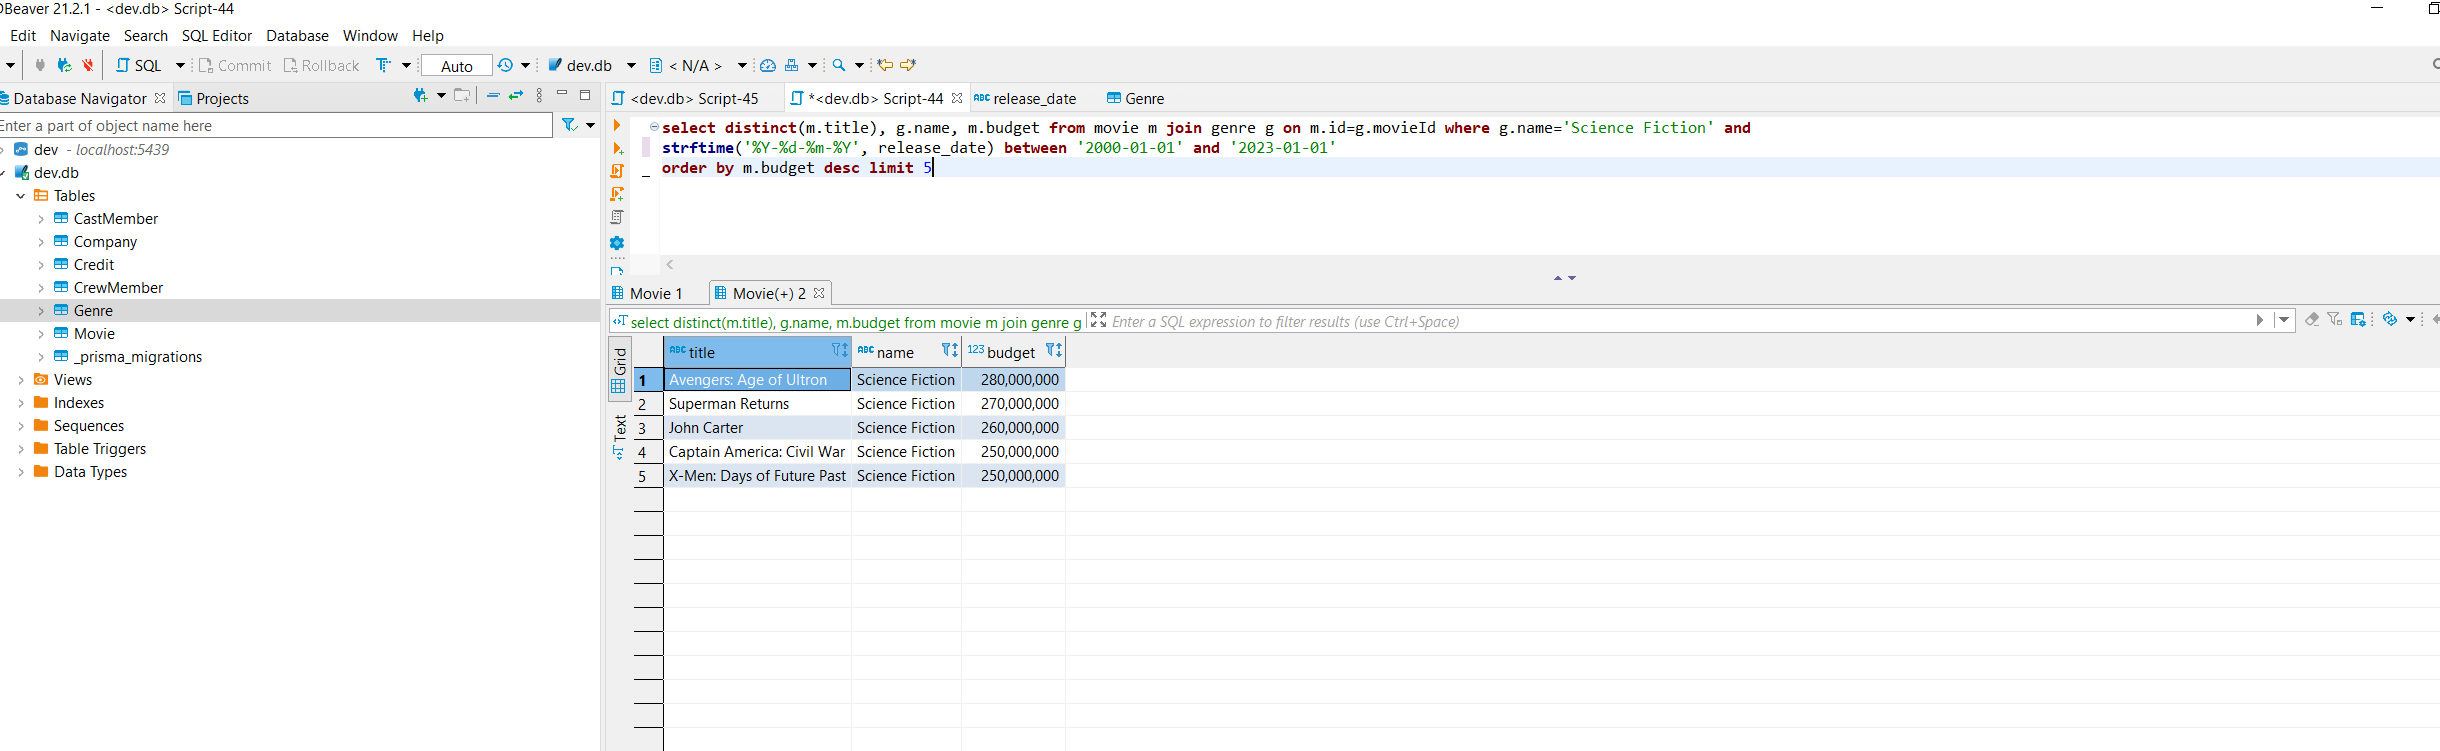 DBeaver 21.2.1 - <dev.db> Script-44
Edit Navigate Search SQL Editor Database Window Help
SQL Commit Rollback Auto dev.db < N/A >
Database Navigator Projects
<dev.db> Script-45 *<dev.db> Script-44 ABC release_date Genre
Enter a part of object name here
dev - localhost:5439
dev.db
Tables
CastMember
Company
Credit
CrewMember
Genre
Movie
_prisma_migrations
Views
Indexes
Sequences
Table Triggers
Data Types
select distinct(m.title), g.name, m.budget from movie m join genre g on m.id=g.movieId where g.name='Science Fiction' and
strftime('%Y-%d-%m-%Y', release_date) between '2000-01-01' and '2023-01-01'
order by m.budget desc limit 5
Movie 1 Movie(+) 2
select distinct(m.title), g.name, m.budget from movie m join genre g Enter a SQL expression to filter results (use Ctrl+Space)
Grid
Text
ABC title ABC name 123 budget
1 Avengers: Age of Ultron Science Fiction 280,000,000
2 Superman Returns Science Fiction 270,000,000
3 John Carter Science Fiction 260,000,000
4 Captain America: Civil War Science Fiction 250,000,000
5 X-Men: Days of Future Past Science Fiction 250,000,000